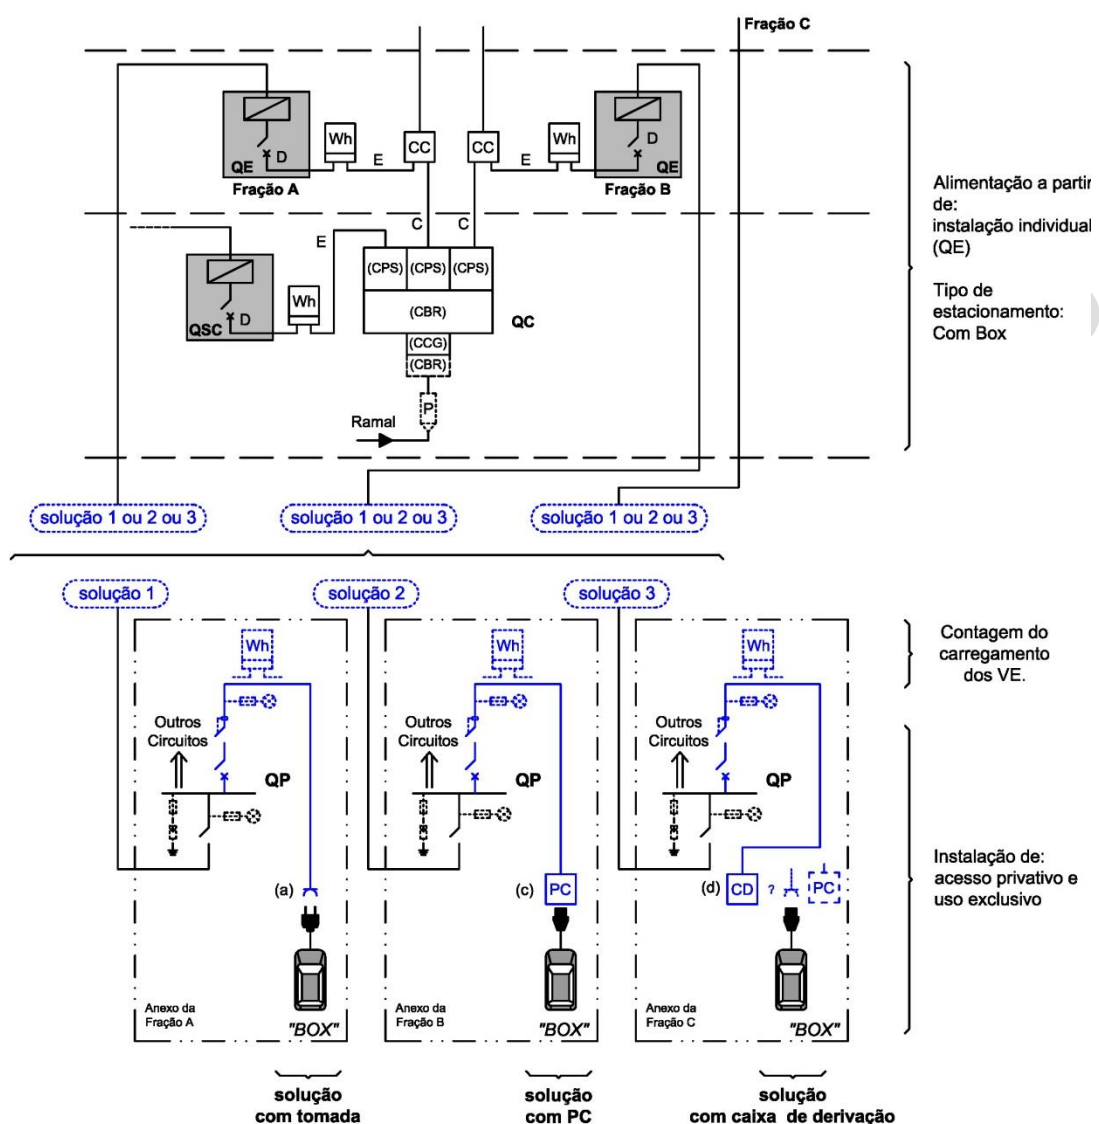 Fração C
Wh
CC
CC
Wh
D
E
E
D
QE
QE
Fração A
Fração B
Alimentação a partir
de:
instalação individual
(QE)
Tipo de
estacionamento:
Com Box
E
C
C
(CPS)
(CPS)
(CPS)
Wh
(CBR)
QC
QSC
D
(CCG)
(CBR)
P
Ramal
solução 1 ou 2 ou 3
solução 1 ou 2 ou 3
solução 1 ou 2 ou 3
solução 1
solução 2
solução 3
Wh
Wh
Wh
Contagem do
carregamento
dos VE.
Outros
Circuitos
QP
Outros
Circuitos
QP
Outros
Circuitos
QP
Instalação de:
acesso privativo e
uso exclusivo
(a)
(c)
PC
(d)
CD
?
PC
Anexo da
Fração A
"BOX"
Anexo da
Fração B
"BOX"
Anexo da
Fração C
"BOX"
solução
com tomada
solução
com PC
solução
com caixa de derivação